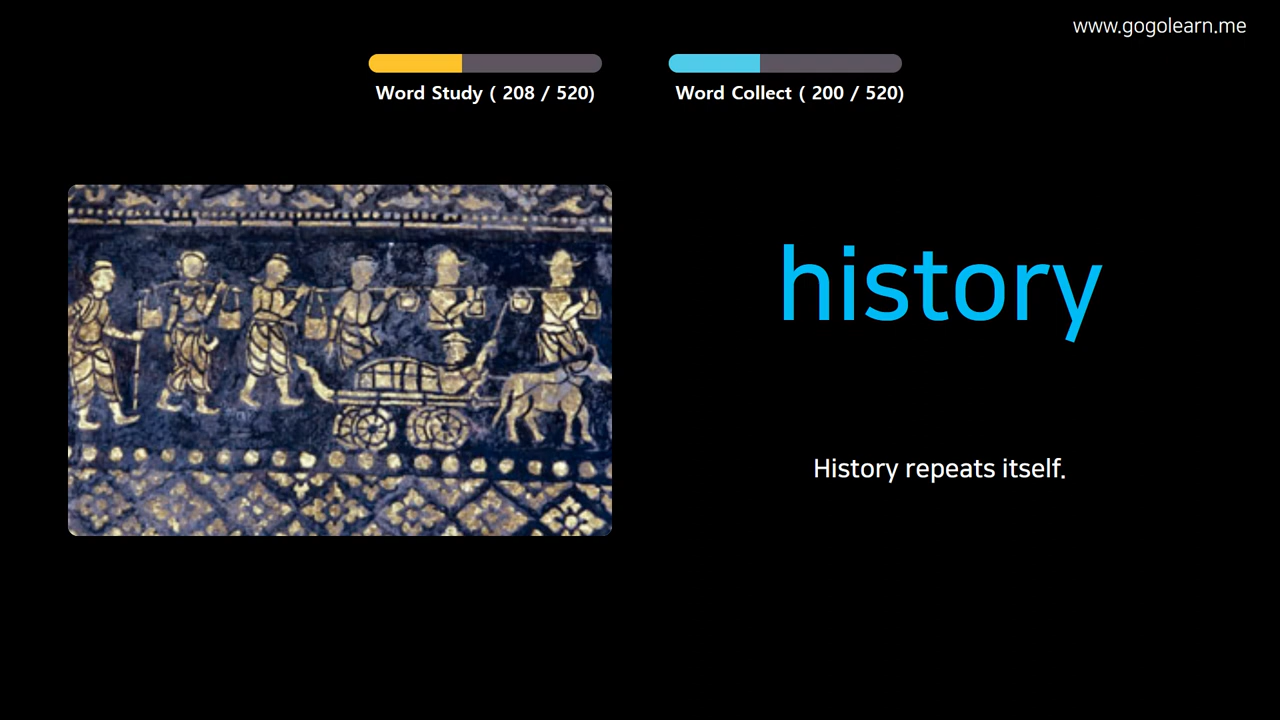 www.gogolearn.me
Word Study ( 208 / 520)
Word Collect ( 200 / 520)
history
History repeats itself.